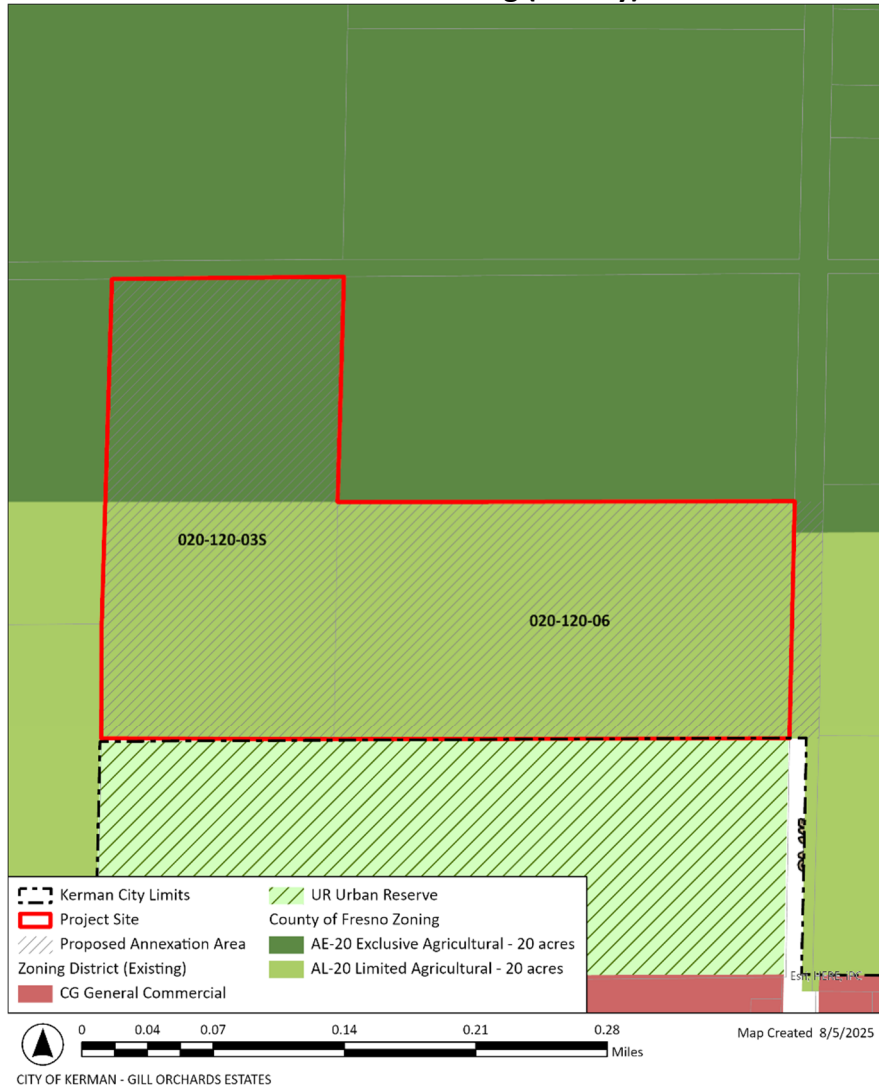 020-120-03S
020-120-06
Kerman City Limits
Project Site
Proposed Annexation Area
Zoning District (Existing)
CG General Commercial
UR Urban Reserve
County of Fresno Zoning
AE-20 Exclusive Agricultural - 20 acres
AL-20 Limited Agricultural - 20 acres
0 0.04 0.07 0.14 0.21 0.28
Miles
Map Created 8/5/2025
CITY OF KERMAN - GILL ORCHARDS ESTATES